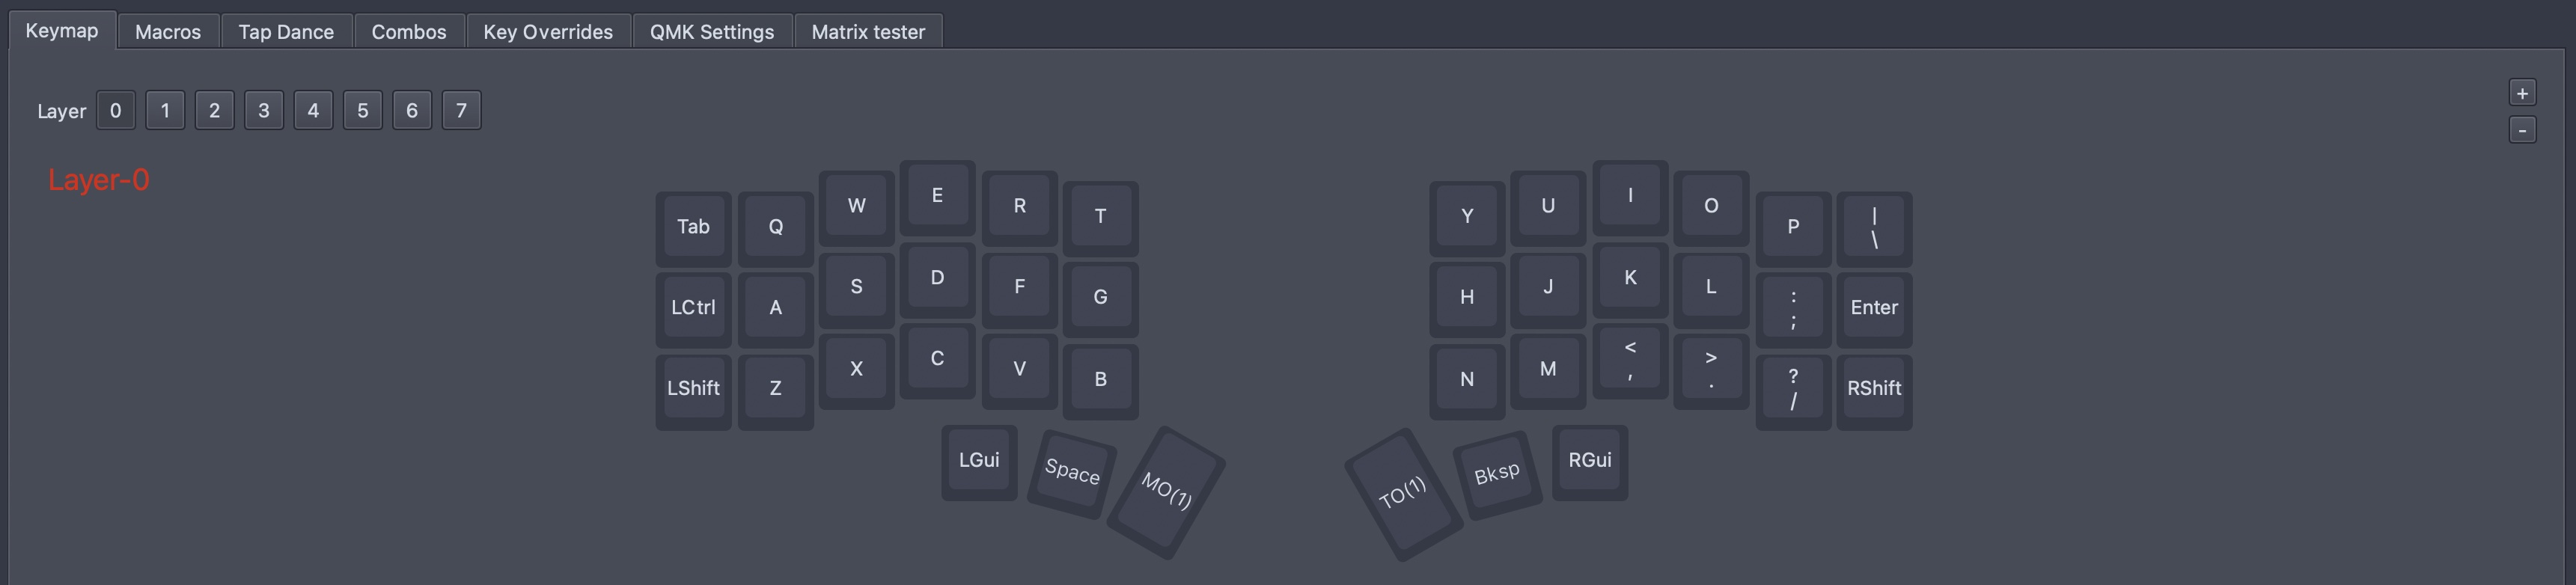 Keymap Macros Tap Dance Combos Key Overrides QMK Settings Matrix tester
Layer 0 1 2 3 4 5 6 7
+
-
Layer-0
Tab Q W E R T Y U I O P | \
LCtrl A S D F G H J K L : ; Enter
LShift Z X C V B N M < , > . ? / RShift
LGui Space MO(1) TO(1) Bksp RGui